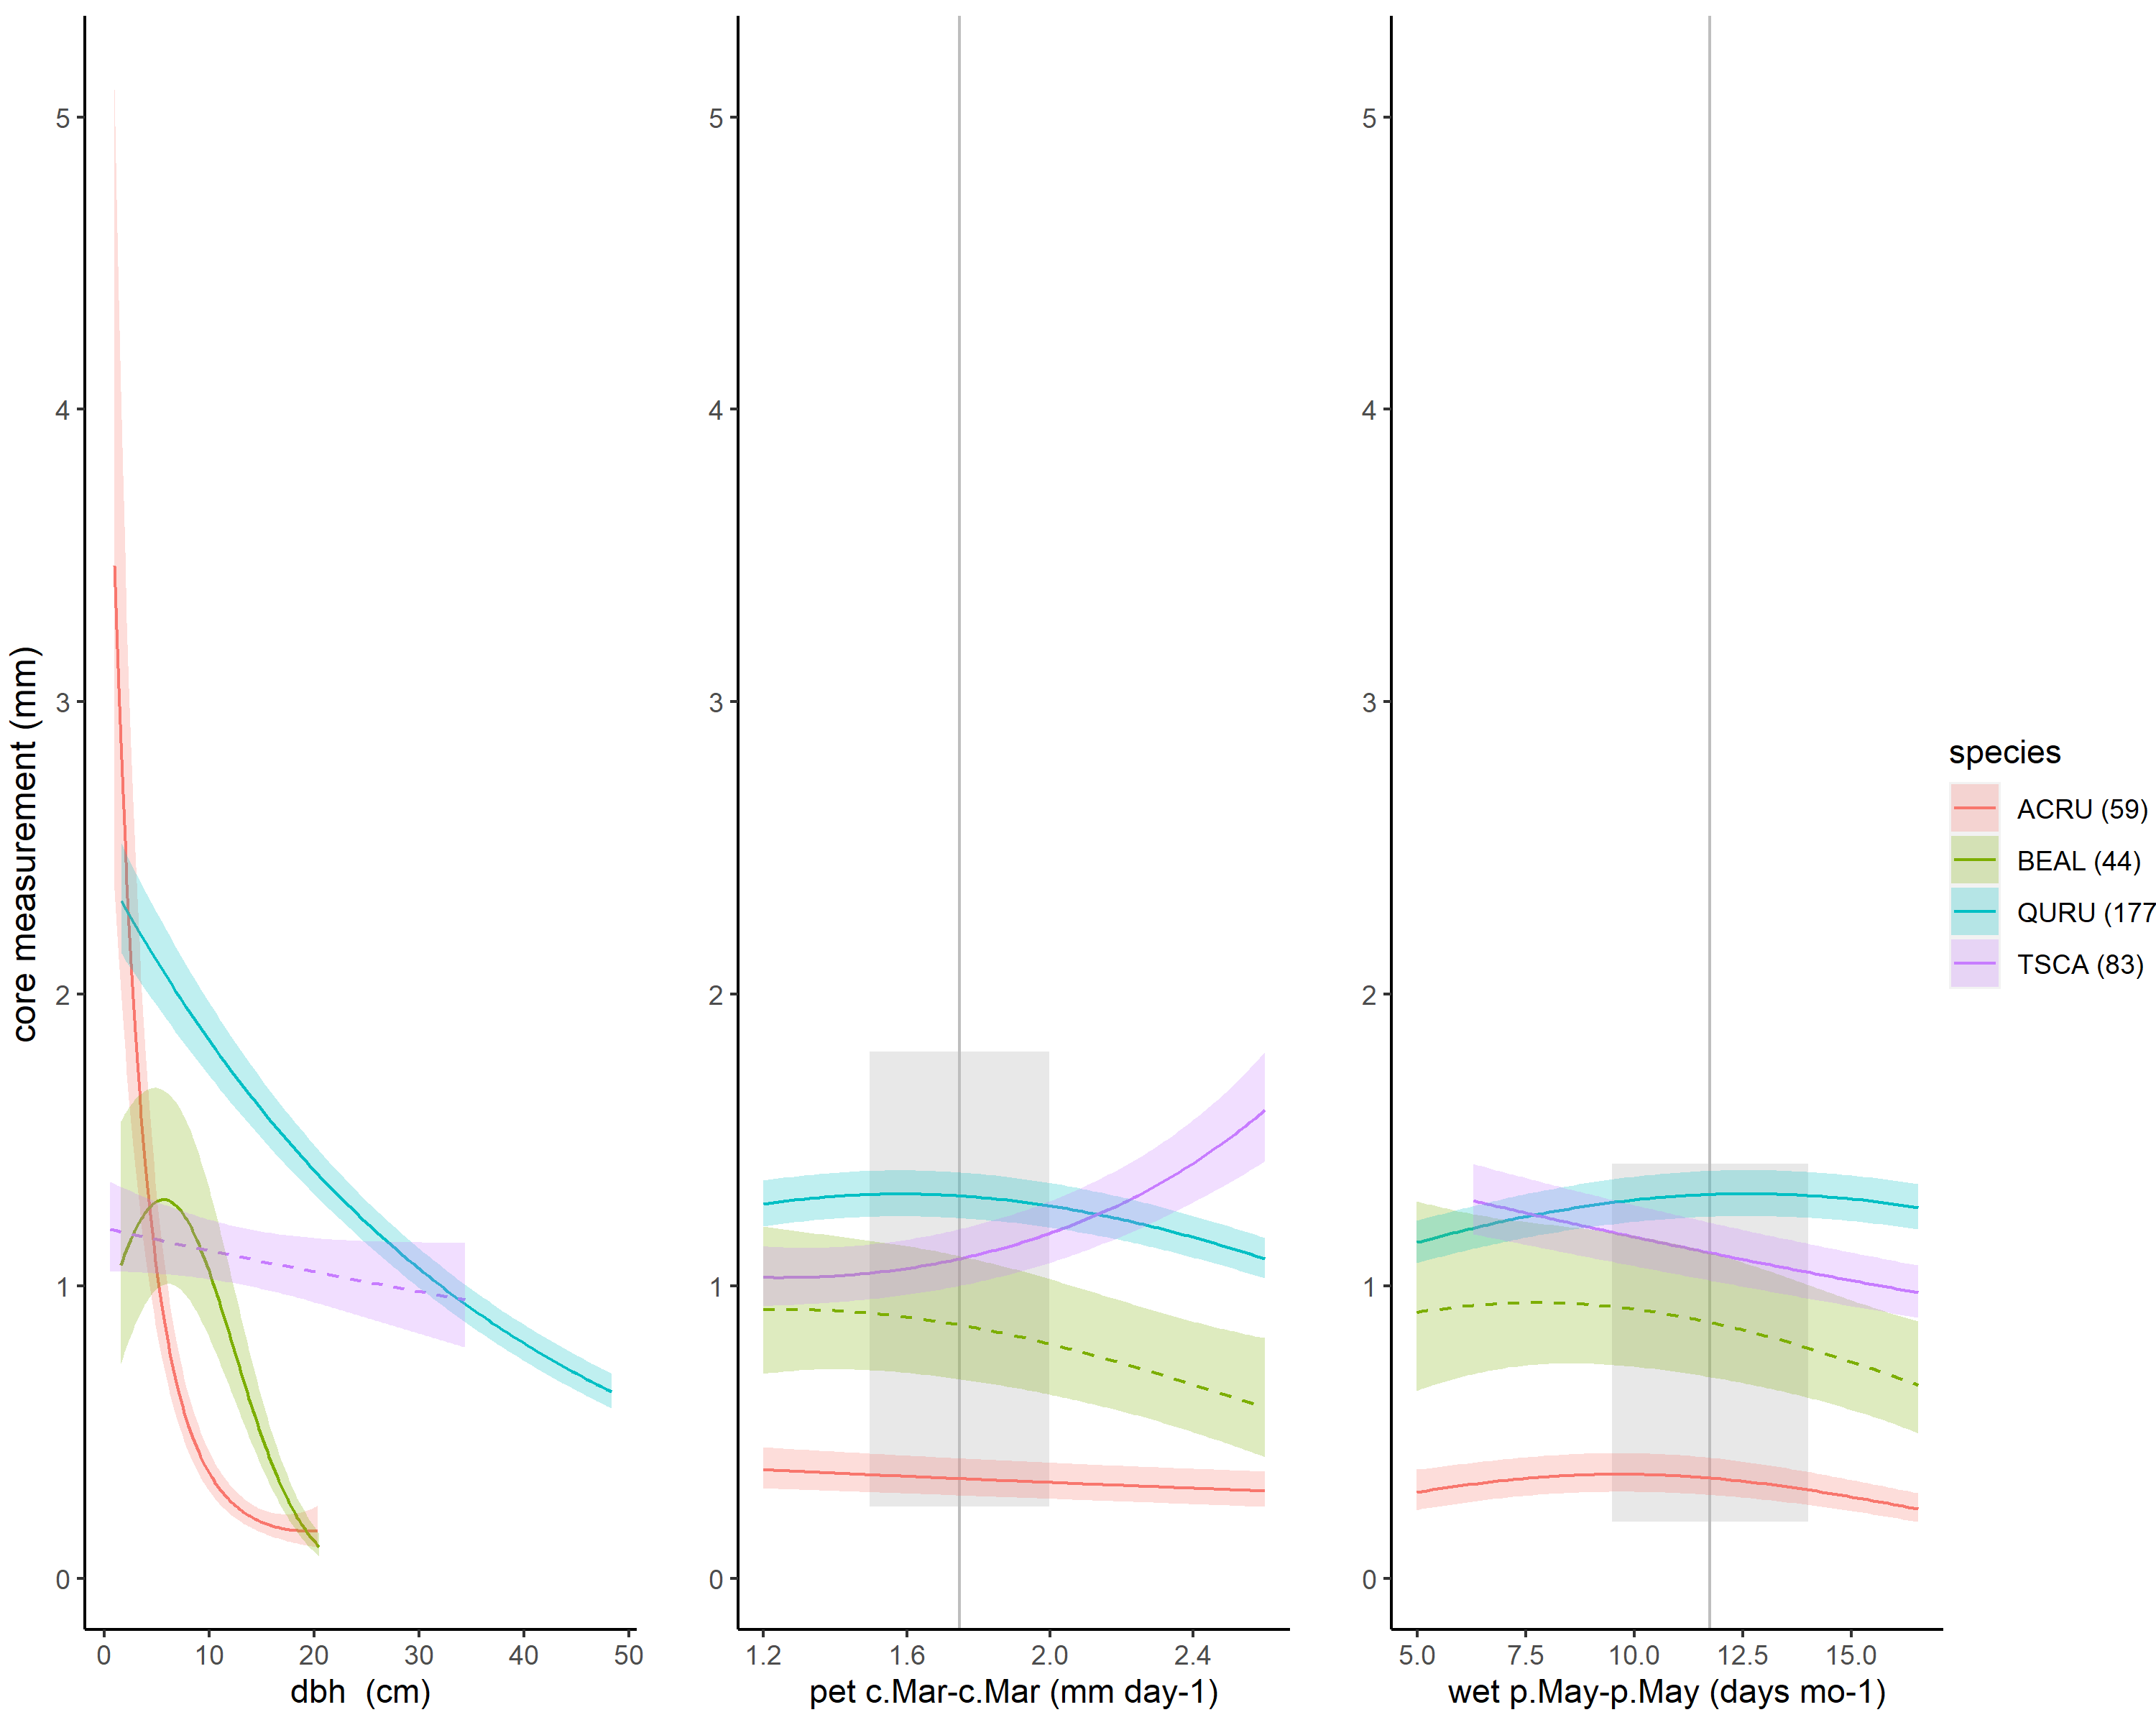 core measurement (mm)
5
4
3
2
1
0
0 10 20 30 40 50
dbh (cm)
5
4
3
2
1
0
1.2 1.6 2.0 2.4
pet c.Mar-c.Mar (mm day-1)
5
4
3
2
1
0
5.0 7.5 10.0 12.5 15.0
wet p.May-p.May (days mo-1)
species
ACRU (59)
BEAL (44)
QURU (177
TSCA (83)